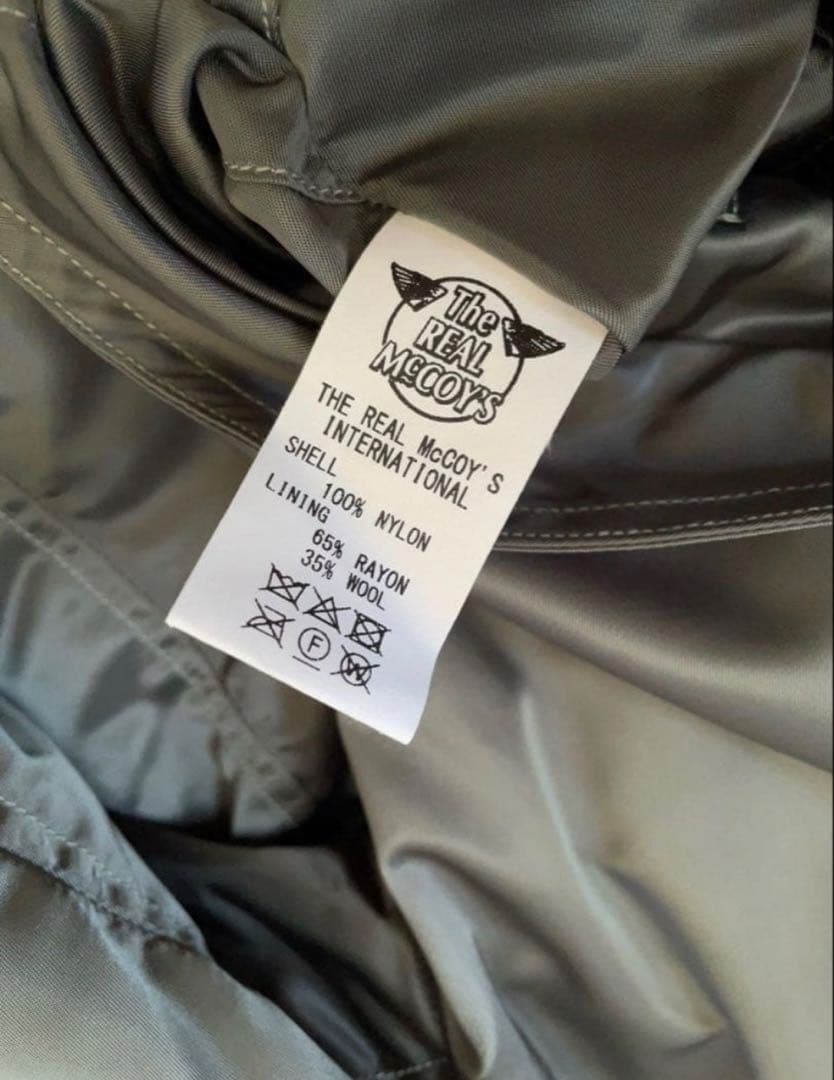 The
REAL
McCOY'S
THE REAL McCOY'S
INTERNATIONAL
SHELL
100% NYLON
LINING
65% RAYON
35% WOOL
F
W